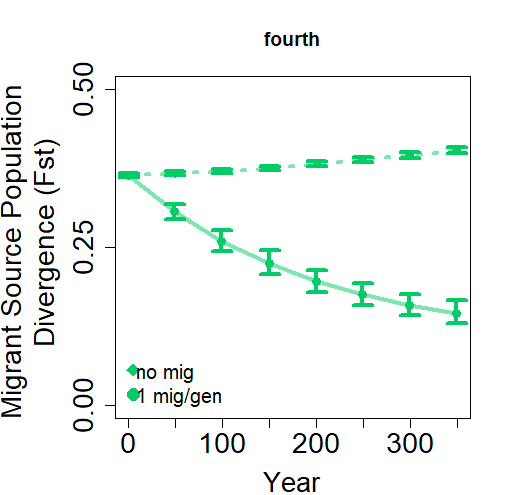 fourth
Migrant Source Population
Divergence (Fst)
0.50
0.25
0.00
no mig
1 mig/gen
0
100
200
300
Year